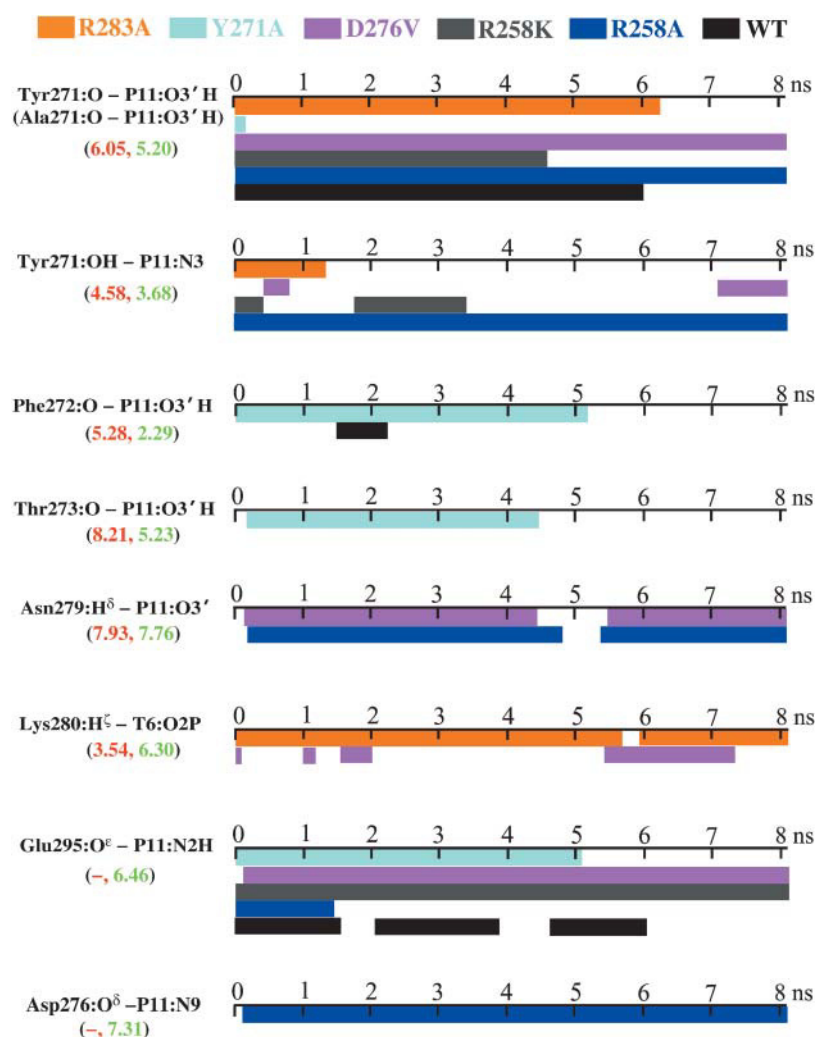 R283A Y271A D276V R258K R258A WT
Tyr271:O – P11:O3′ H
(Ala271:O – P11:O3′ H)
(6.05, 5.20)
0 1 2 3 4 5 6 7 8 ns
Tyr271:OH – P11:N3
(4.58, 3.68)
0 1 2 3 4 5 6 7 8 ns
Phe272:O – P11:O3′ H
(5.28, 2.29)
0 1 2 3 4 5 6 7 8 ns
Thr273:O – P11:O3′ H
(8.21, 5.23)
0 1 2 3 4 5 6 7 8 ns
Asn279:Hδ – P11:O3′
(7.93, 7.76)
0 1 2 3 4 5 6 7 8 ns
Lys280:Hζ – T6:O2P
(3.54, 6.30)
0 1 2 3 4 5 6 7 8 ns
Glu295:Oε – P11:N2H
(–, 6.46)
0 1 2 3 4 5 6 7 8 ns
Asp276:Oδ –P11:N9
(–, 7.31)
0 1 2 3 4 5 6 7 8 ns